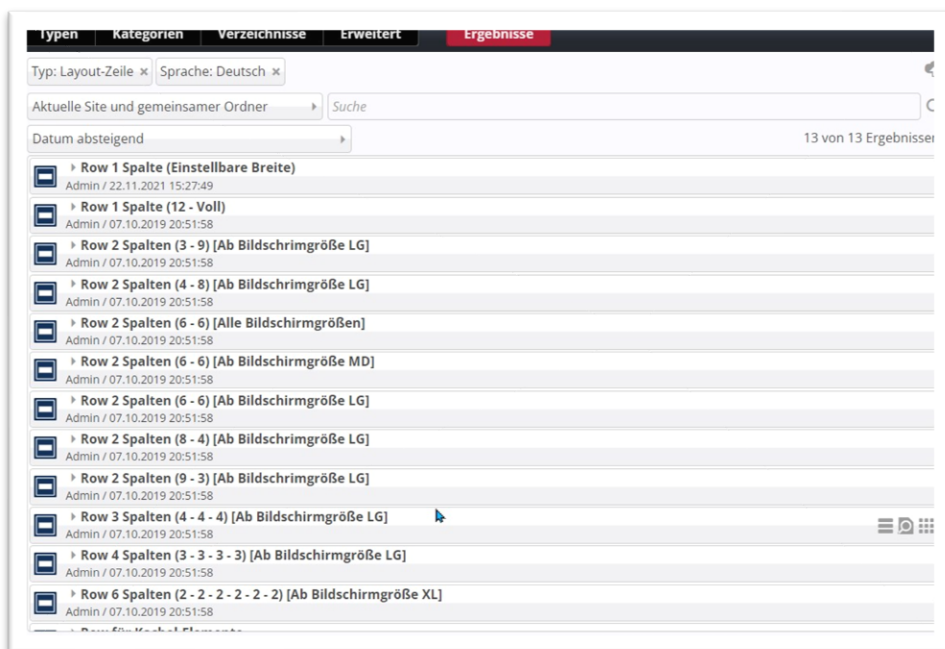 Typen Kategorien Verzeichnisse Erweitert Ergebnisse
Typ: Layout-Zeile × Sprache: Deutsch ×
Aktuelle Site und gemeinsamer Ordner Suche
Datum absteigend 13 von 13 Ergebnissen
Row 1 Spalte (Einstellbare Breite)
Admin / 22.11.2021 15:27:49
Row 1 Spalte (12 - Voll)
Admin / 07.10.2019 20:51:58
Row 2 Spalten (3 - 9) [Ab Bildschrimgröße LG]
Admin / 07.10.2019 20:51:58
Row 2 Spalten (4 - 8) [Ab Bildschrimgröße LG]
Admin / 07.10.2019 20:51:58
Row 2 Spalten (6 - 6) [Alle Bildschirmgrößen]
Admin / 07.10.2019 20:51:58
Row 2 Spalten (6 - 6) [Ab Bildschrimgröße MD]
Admin / 07.10.2019 20:51:58
Row 2 Spalten (6 - 6) [Ab Bildschrimgröße LG]
Admin / 07.10.2019 20:51:58
Row 2 Spalten (8 - 4) [Ab Bildschrimgröße LG]
Admin / 07.10.2019 20:51:58
Row 2 Spalten (9 - 3) [Ab Bildschrimgröße LG]
Admin / 07.10.2019 20:51:58
Row 3 Spalten (4 - 4 - 4) [Ab Bildschirmgröße LG]
Admin / 07.10.2019 20:51:58
Row 4 Spalten (3 - 3 - 3 - 3) [Ab Bildschirmgröße LG]
Admin / 07.10.2019 20:51:58
Row 6 Spalten (2 - 2 - 2 - 2 - 2 - 2) [Ab Bildschirmgröße XL]
Admin / 07.10.2019 20:51:58
Row für Kachel-Elemente